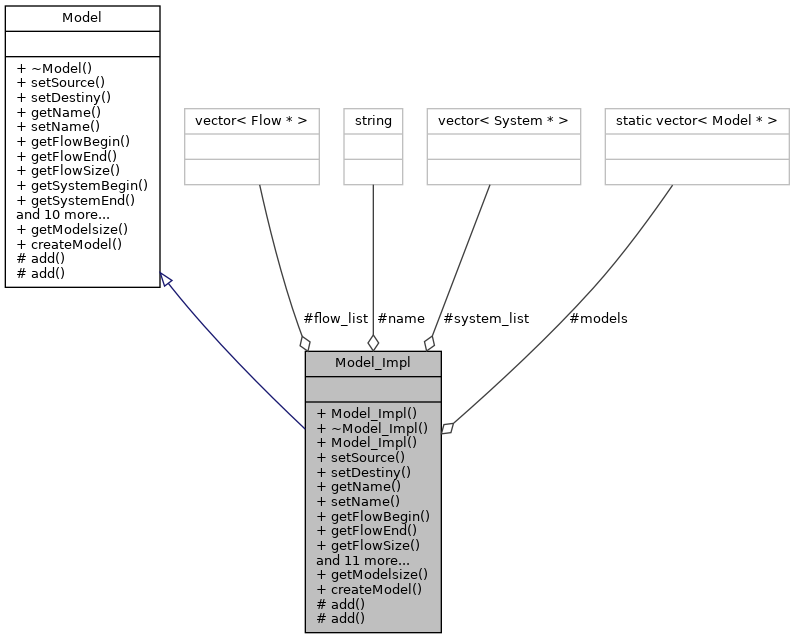 Model
+ ~Model()
+ setSource()
+ setDestiny()
+ getName()
+ setName()
+ getFlowBegin()
+ getFlowEnd()
+ getFlowSize()
+ getSystemBegin()
+ getSystemEnd()
and 10 more...
+ getModelsize()
+ createModel()
# add()
# add()
vector< Flow * >
string
vector< System * >
static vector< Model * >
#flow_list
#name
#system_list
#models
Model_Impl
+ Model_Impl()
+ ~Model_Impl()
+ Model_Impl()
+ setSource()
+ setDestiny()
+ getName()
+ setName()
+ getFlowBegin()
+ getFlowEnd()
+ getFlowSize()
and 11 more...
+ getModelsize()
+ createModel()
# add()
# add()